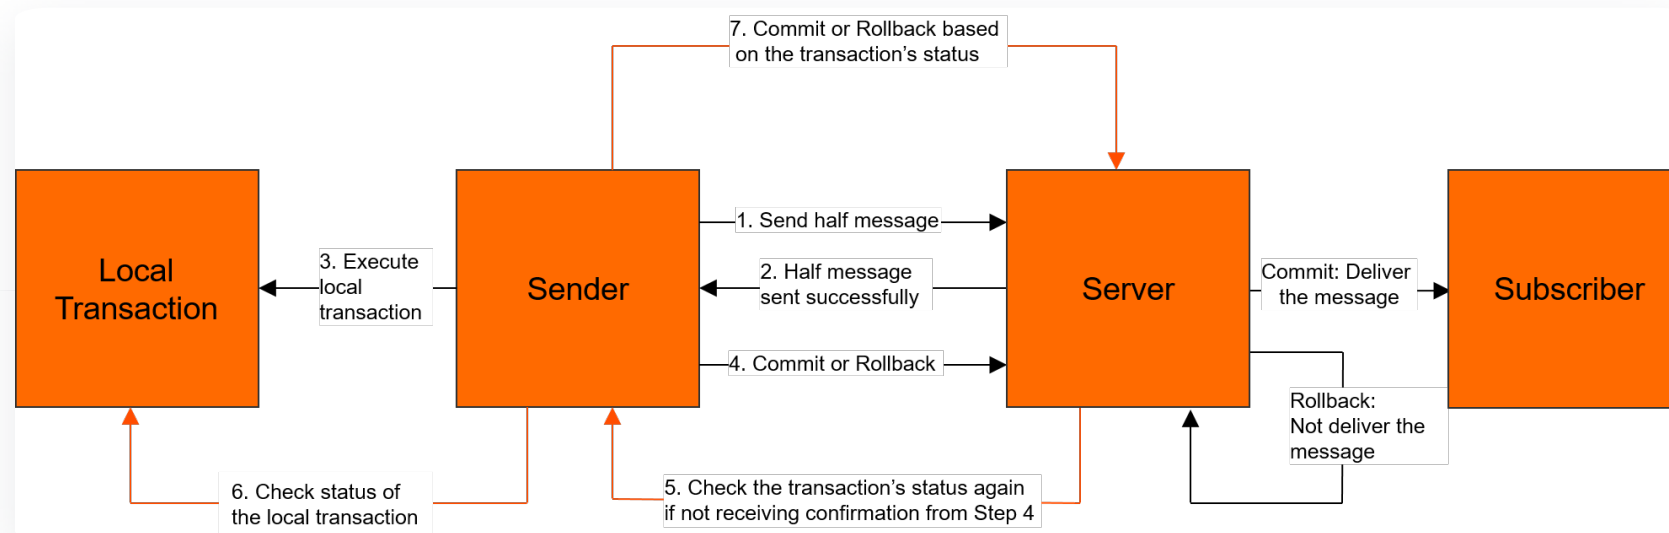 7. Commit or Rollback based
on the transaction’s status
1. Send half message
3. Execute
local
transaction
Local
Transaction
Sender
2. Half message
sent successfully
Server
Commit: Deliver
the message
Subscriber
4. Commit or Rollback
Rollback:
Not deliver the
message
6. Check status of
the local transaction
5. Check the transaction’s status again
if not receiving confirmation from Step 4